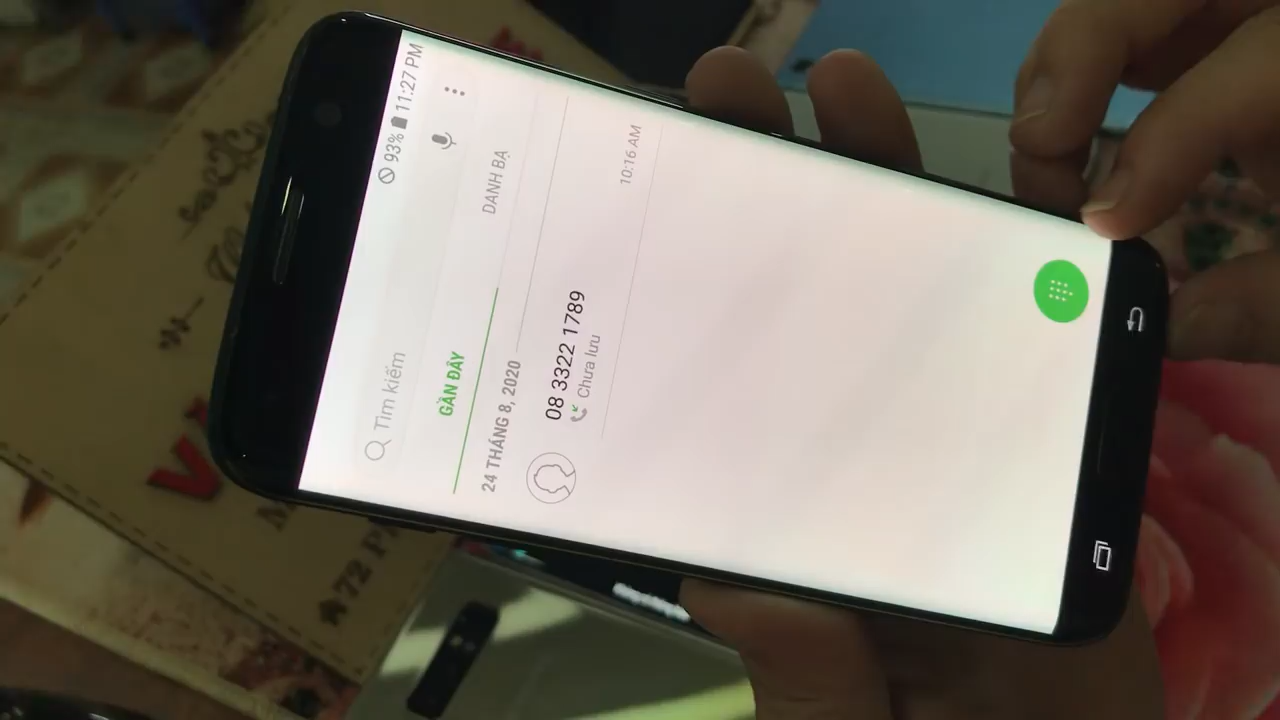 93% 11:27 PM
Tìm kiếm
GẦN ĐÂY
DANH BẠ
24 THÁNG 8, 2020
08 3322 1789
Chưa lưu
10:16 AM
72